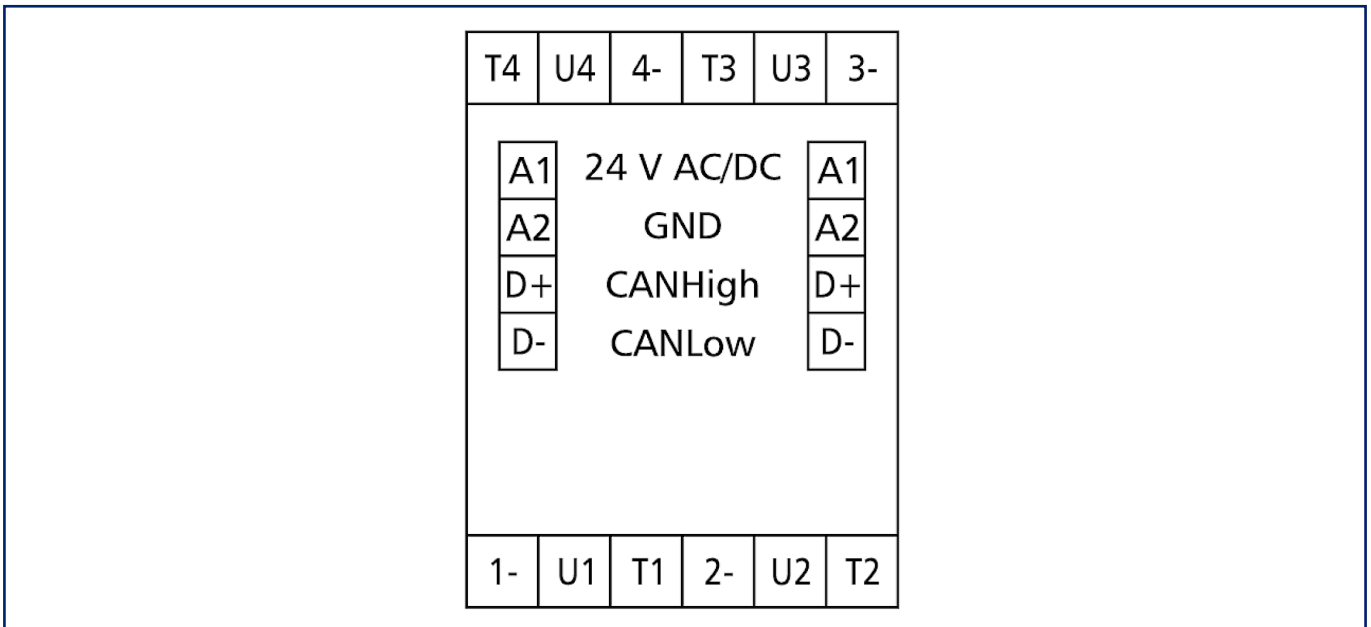 T4 U4 4- T3 U3 3-
A1 24 V AC/DC A1
A2 GND A2
D+ CANHigh D+
D- CANLow D-
1- U1 T1 2- U2 T2